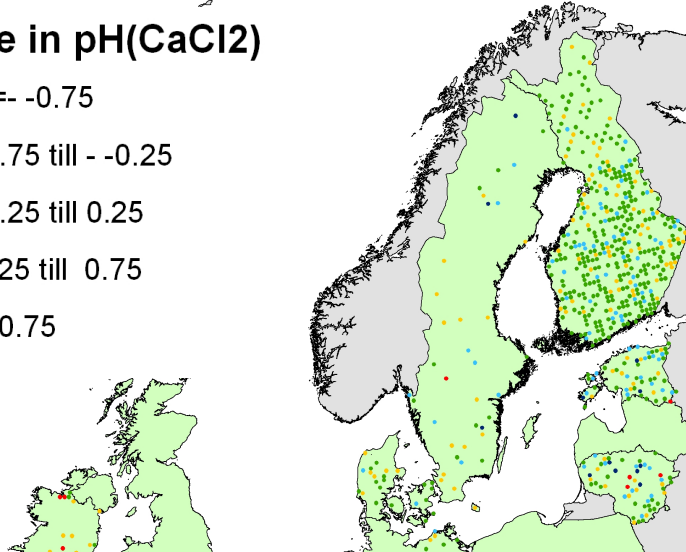 e in pH(CaCl2)
=- -0.75
.75 till - -0.25
.25 till 0.25
25 till 0.75
0.75